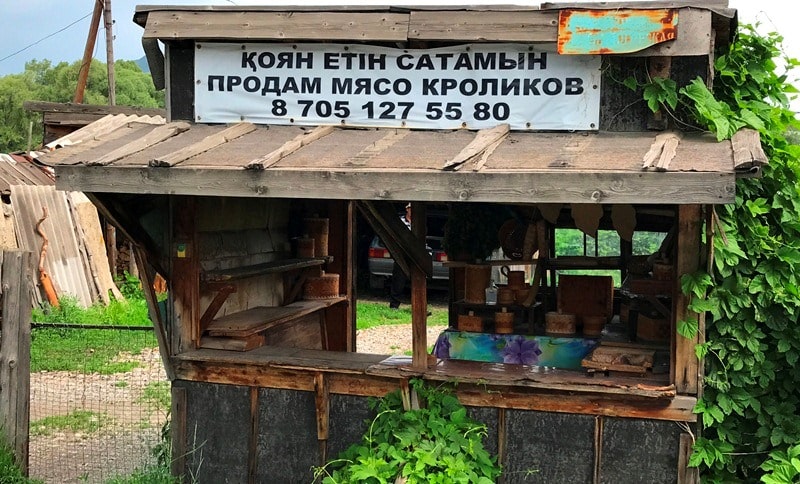 ҚОЯН ЕТІН САТАМЫН
ПРОДАМ МЯСО КРОЛИКОВ
8 705 127 55 80